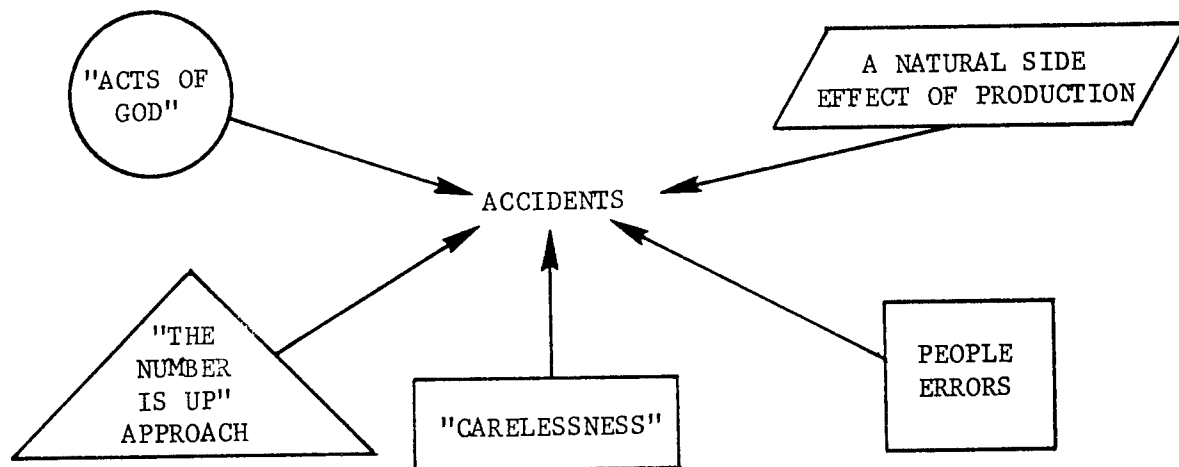 "ACTS OF
GOD"
A NATURAL SIDE
EFFECT OF PRODUCTION
ACCIDENTS
"THE
NUMBER
IS UP"
APPROACH
"CARELESSNESS"
PEOPLE
ERRORS